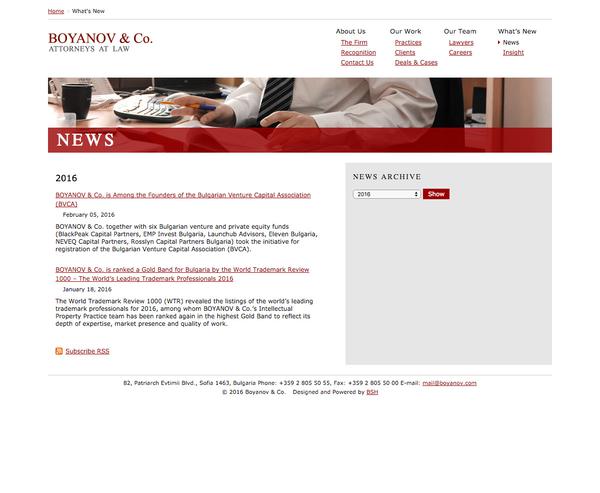 Home What's New
BOYANOV & Co.
ATTORNEYS AT LAW
About Us
The Firm
Recognition
Contact Us
Our Work
Practices
Clients
Deals & Cases
Our Team
Lawyers
Careers
What's New
News
Insight
NEWS
2016
BOYANOV & Co. is Among the Founders of the Bulgarian Venture Capital Association
(BVCA)
February 05, 2016
BOYANOV & Co. together with six Bulgarian venture and private equity funds
(BlackPeak Capital Partners, EMP Invest Bulgaria, Launchub Advisors, Eleven Bulgaria,
NEVEQ Capital Partners, Rosslyn Capital Partners Bulgaria) took the initiative for
registration of the Bulgarian Venture Capital Association (BVCA).
BOYANOV & Co. is ranked a Gold Band for Bulgaria by the World Trademark Review
1000 – The World's Leading Trademark Professionals 2016
January 18, 2016
The World Trademark Review 1000 (WTR) revealed the listings of the world's leading
trademark professionals for 2016, among whom BOYANOV & Co.'s Intellectual
Property Practice team has been ranked again in the highest Gold Band to reflect its
depth of expertise, market presence and quality of work.
Subscribe RSS
NEWS ARCHIVE
2016 Show
82, Patriarch Evtimii Blvd., Sofia 1463, Bulgaria Phone: +359 2 805 50 55, Fax: +359 2 805 50 00 E-mail: mail@boyanov.com
© 2016 Boyanov & Co. Designed and Powered by BSH